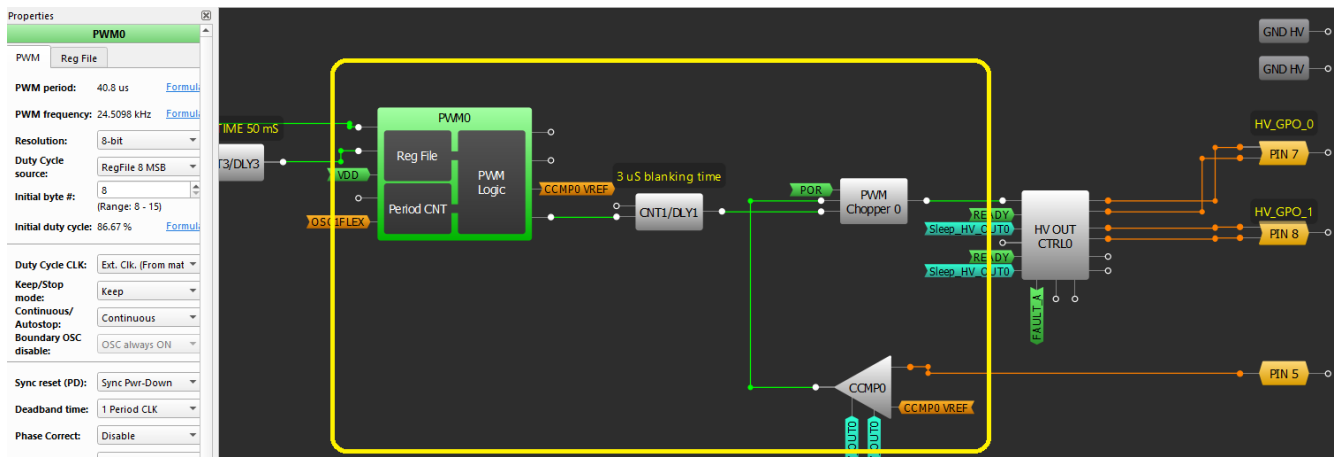 Properties
PWM0
PWM Reg File
PWM period: 40.8 us Formul
PWM frequency: 24.5098 kHz Formul
Resolution: 8-bit
Duty Cycle source: RegFile 8 MSB
Initial byte #: 8
(Range: 8 - 15)
Initial duty cycle: 86.67 % Formul
Duty Cycle CLK: Ext. Clk. (From mat
Keep/Stop mode: Keep
Continuous/ Autostop: Continuous
Boundary OSC disable: OSC always ON
Sync reset (PD): Sync Pwr-Down
Deadband time: 1 Period CLK
Phase Correct: Disable
TIME 50 mS
T3/DLY3
VDD
OSC1FLEX
PWM0
Reg File
Period CNT
PWM Logic
CCMP0 VREF
3 uS blanking time
CNT1/DLY1
POR
PWM Chopper 0
READY
Sleep_HV_OUT0
READY
Sleep_HV_OUT0
HV OUT CTRL0
FAULT_A
GND HV
GND HV
HV_GPO_0
PIN 7
HV_GPO_1
PIN 8
PIN 5
CCMP0
CCMP0 VREF
OUT0
OUT0